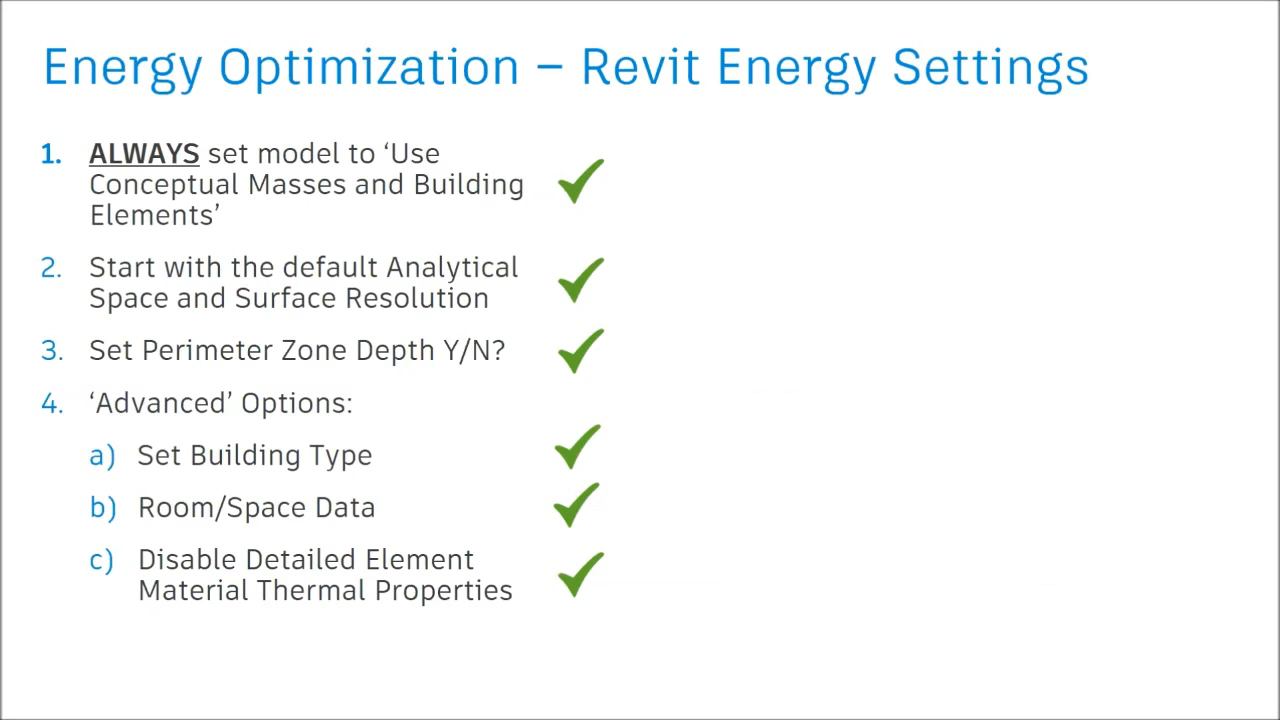 Energy Optimization – Revit Energy Settings
1. ALWAYS set model to ‘Use
Conceptual Masses and Building
Elements’
2. Start with the default Analytical
Space and Surface Resolution
3. Set Perimeter Zone Depth Y/N?
4. ‘Advanced’ Options:
a) Set Building Type
b) Room/Space Data
c) Disable Detailed Element
Material Thermal Properties